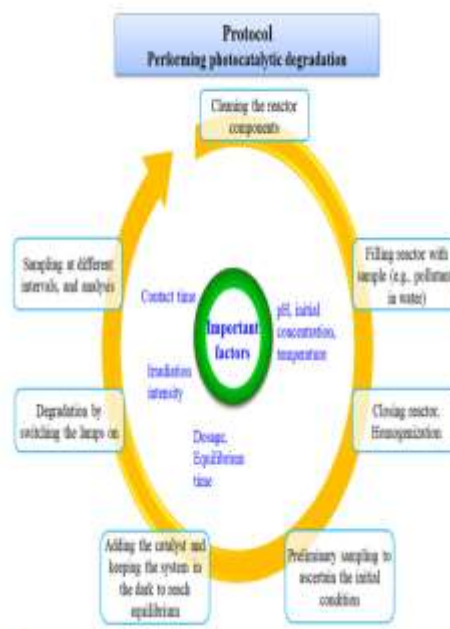 Protocol
Performing photocatalytic degradation
Cleaning the reactor
components
Filling reactor with
sample (e.g., pollutant
in water)
Closing reactor.
Homogenization
Preliminary sampling to
ascertain the initial
condition
Adding the catalyst and
keeping the system in
the dark to reach
equilibrium
Degradation by
switching the lamps on
Sampling at different
intervals, and analysis
Important
factors
pH, initial
concentration,
temperature
Dosage,
Equilibrium
time
Irradiation
intensity
Contact time